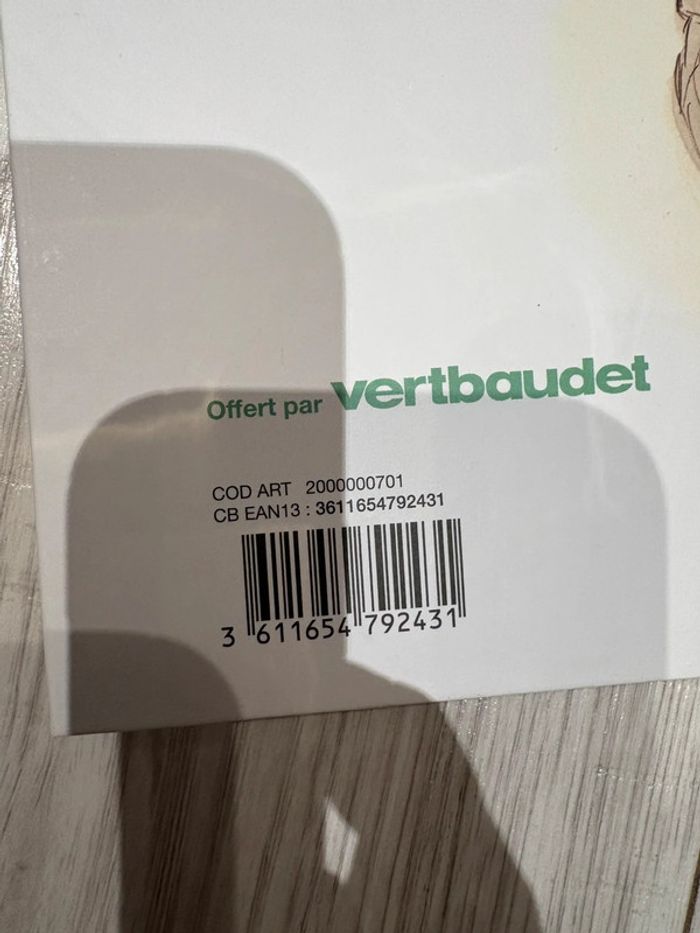 Offert par vertbaudet
COD ART 2000000701
CB EAN13 : 3611654792431
3 611654 792431